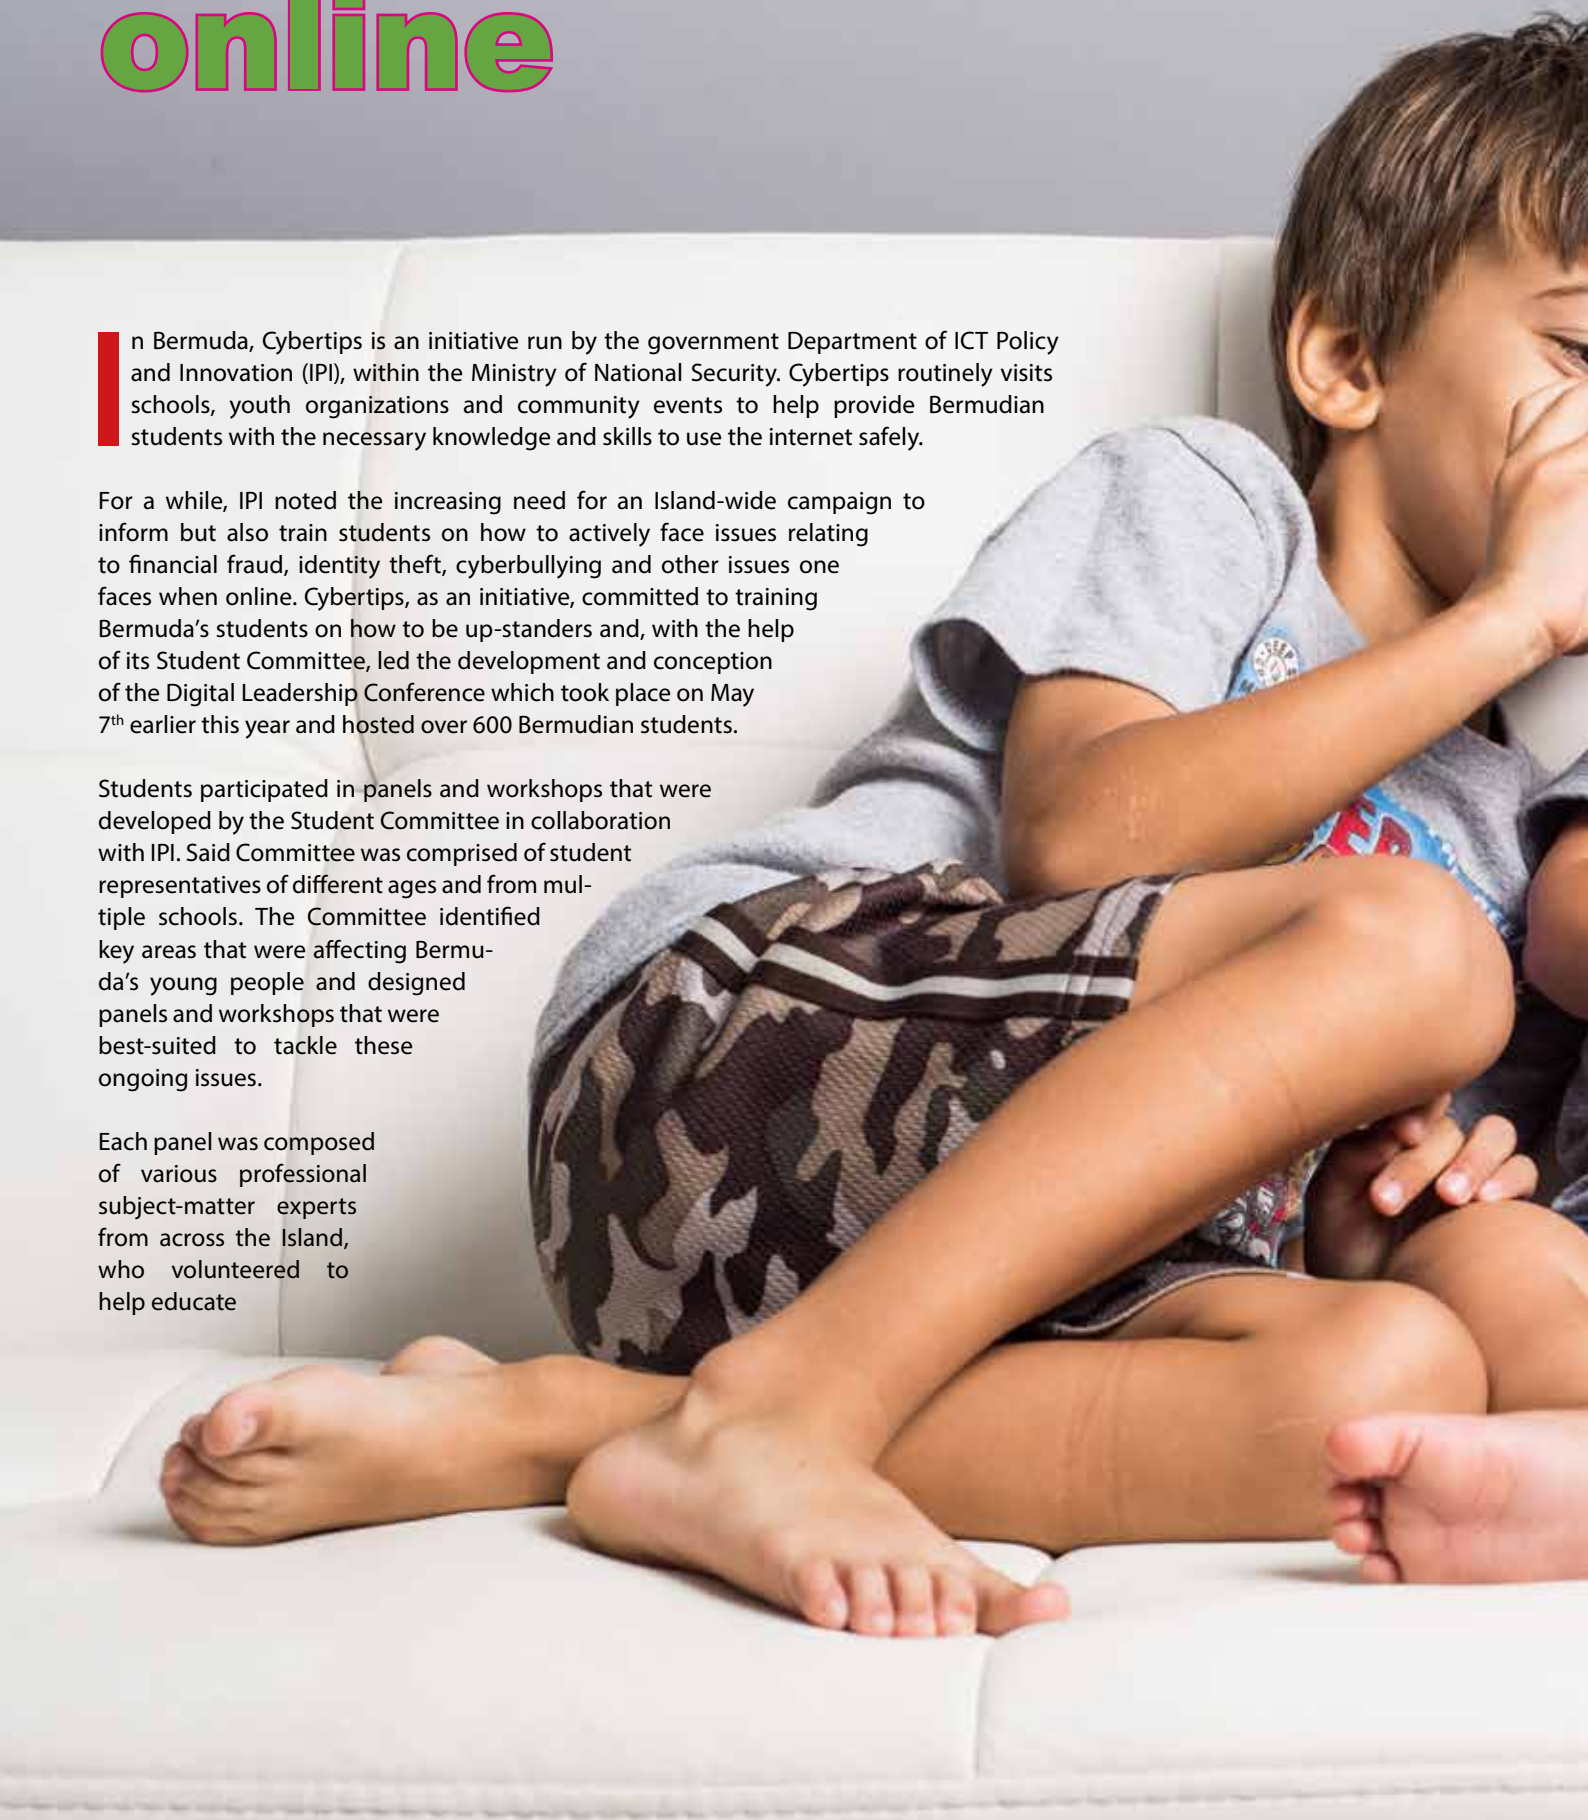 online
In Bermuda, Cybertips is an initiative run by the government Department of ICT Policy
and Innovation (IPI), within the Ministry of National Security. Cybertips routinely visits
schools, youth organizations and community events to help provide Bermudian
students with the necessary knowledge and skills to use the internet safely.
For a while, IPI noted the increasing need for an Island-wide campaign to
inform but also train students on how to actively face issues relating
to financial fraud, identity theft, cyberbullying and other issues one
faces when online. Cybertips, as an initiative, committed to training
Bermuda’s students on how to be up-standers and, with the help
of its Student Committee, led the development and conception
of the Digital Leadership Conference which took place on May
7th earlier this year and hosted over 600 Bermudian students.
Students participated in panels and workshops that were
developed by the Student Committee in collaboration
with IPI. Said Committee was comprised of student
representatives of different ages and from mul-
tiple schools. The Committee identified
key areas that were affecting Bermu-
da’s young people and designed
panels and workshops that were
best-suited to tackle these
ongoing issues.
Each panel was composed
of various professional
subject-matter experts
from across the Island,
who volunteered to
help educate